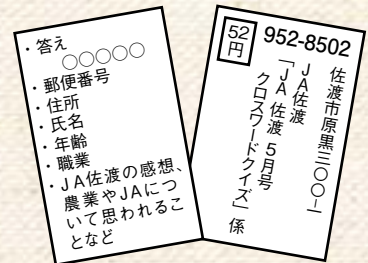 ・答え
○○○○○
・郵便番号
・住所
・氏名
・年齢
・職業
・JA佐渡の感想、
農業やJAにつ
いて思われるこ
となど
52
円
952-8502
佐渡市原黒三〇〇―一
JA佐渡
「JA佐渡 5月号
クロスワードクイズ」係